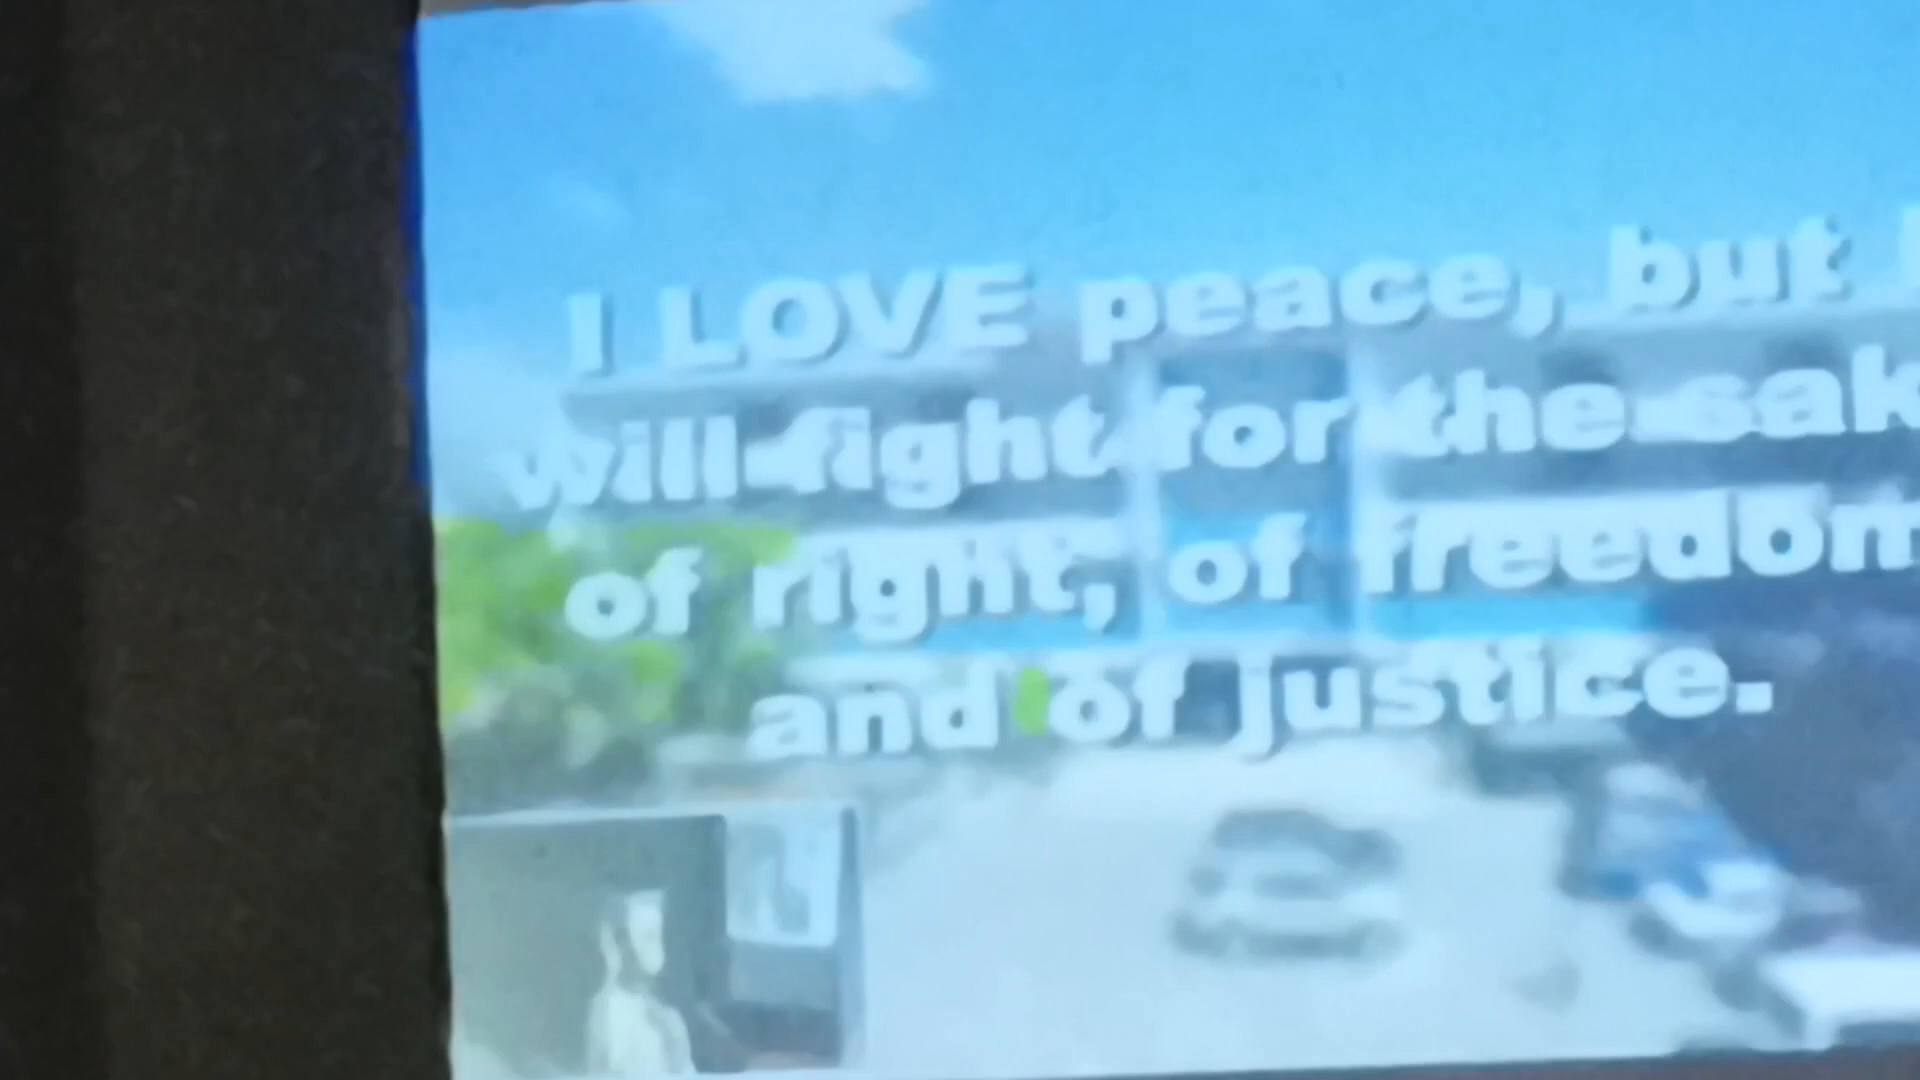 I LOVE peace, but
will fight for the
of right, of freedom
and of justice.